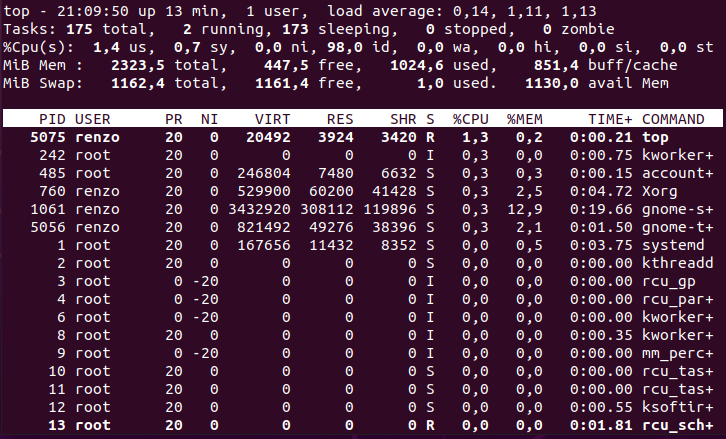 top - 21:09:50 up 13 min,  1 user,  load average: 0,14, 1,11, 1,13
Tasks: 175 total,   2 running, 173 sleeping,   0 stopped,   0 zombie
%Cpu(s):  1,4 us,  0,7 sy,  0,0 ni, 98,0 id,  0,0 wa,  0,0 hi,  0,0 si,  0,0 st
MiB Mem :   2323,5 total,    447,5 free,   1024,6 used,    851,4 buff/cache
MiB Swap:   1162,4 total,   1161,4 free,      1,0 used.   1130,0 avail Mem
PID USER      PR  NI    VIRT    RES    SHR S  %CPU  %MEM     TIME+ COMMAND
5075 renzo     20   0   20492   3924   3420 R   1,3   0,2   0:00.21 top
242 root      20   0       0      0      0 I   0,3   0,0   0:00.75 kworker+
485 root      20   0  246804   7480   6632 S   0,3   0,3   0:00.15 account+
760 renzo     20   0  529900  60200  41428 S   0,3   2,5   0:04.72 Xorg
1061 renzo     20   0 3432920 308112 119896 S   0,3  12,9   0:19.66 gnome-s+
5056 renzo     20   0  821492  49276  38396 S   0,3   2,1   0:01.50 gnome-t+
1 root      20   0  167656  11432   8352 S   0,0   0,5   0:03.75 systemd
2 root      20   0       0      0      0 S   0,0   0,0   0:00.00 kthreadd
3 root       0 -20       0      0      0 I   0,0   0,0   0:00.00 rcu_gp
4 root       0 -20       0      0      0 I   0,0   0,0   0:00.00 rcu_par+
6 root       0 -20       0      0      0 I   0,0   0,0   0:00.00 kworker+
8 root      20   0       0      0      0 I   0,0   0,0   0:00.35 kworker+
9 root       0 -20       0      0      0 I   0,0   0,0   0:00.00 mm_perc+
10 root      20   0       0      0      0 S   0,0   0,0   0:00.00 rcu_tas+
11 root      20   0       0      0      0 S   0,0   0,0   0:00.00 rcu_tas+
12 root      20   0       0      0      0 S   0,0   0,0   0:00.55 ksoftir+
13 root      20   0       0      0      0 R   0,0   0,0   0:01.81 rcu_sch+